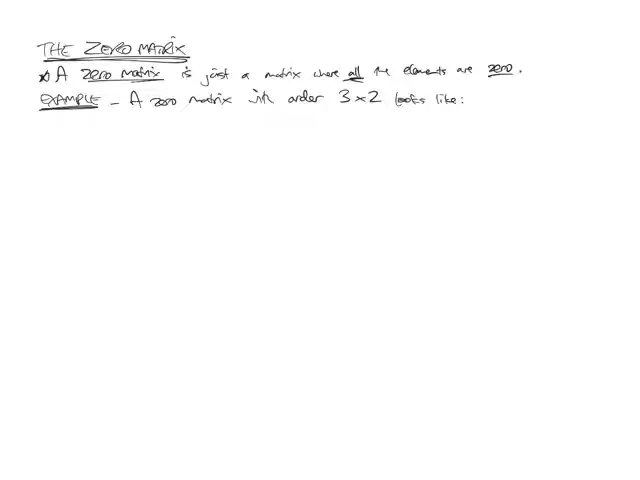 THE ZERO MATRIX
* A zero matrix is just a matrix where all the elements are zero.
EXAMPLE - A zero matrix with order 3 × 2 looks like: